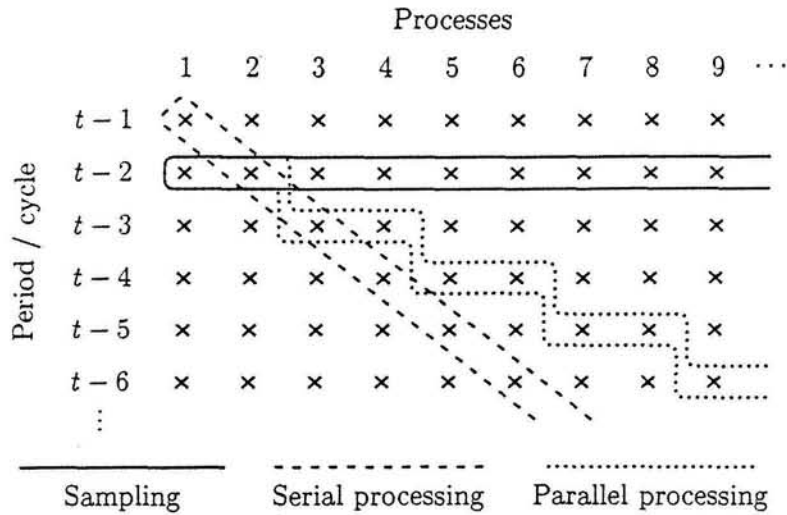 Processes
1 2 3 4 5 6 7 8 9 ⋯
Period / cycle
t − 1 × × × × × × × × ×
t − 2 × × × × × × × × ×
t − 3 × × × × × × × × ×
t − 4 × × × × × × × × ×
t − 5 × × × × × × × × ×
t − 6 × × × × × × × × ×
⋮
Sampling Serial processing Parallel processing